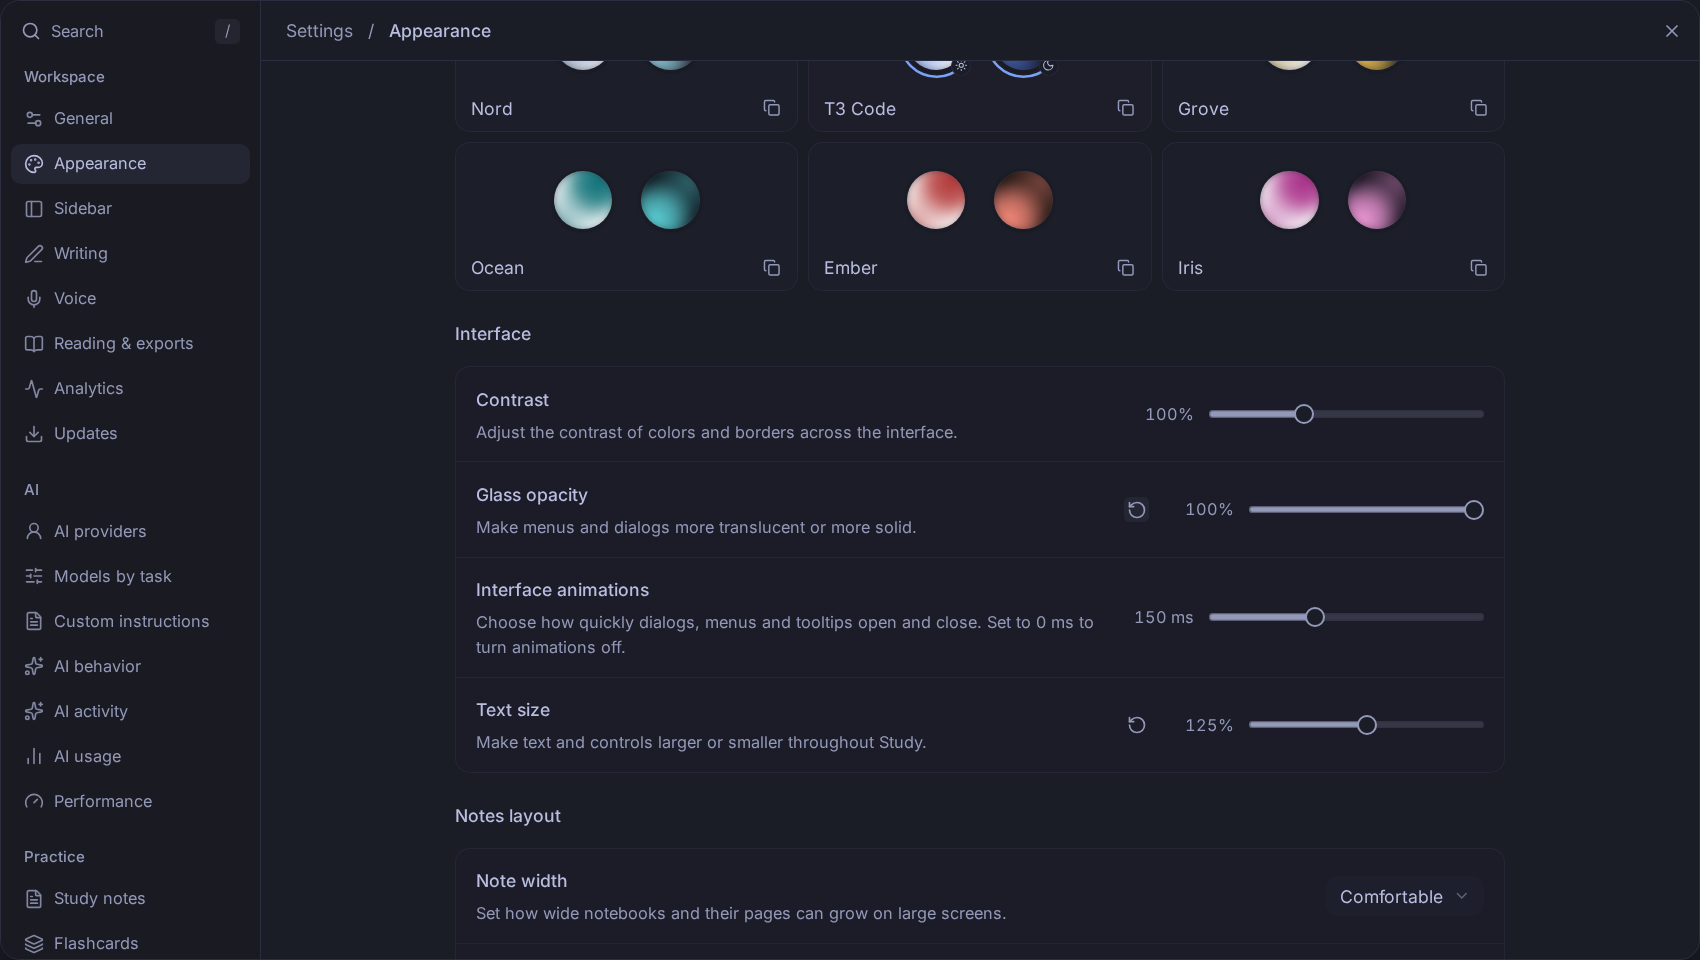 Search
/
Settings / Appearance
Workspace
General
Appearance
Sidebar
Writing
Voice
Reading & exports
Analytics
Updates
AI
AI providers
Models by task
Custom instructions
AI behavior
AI activity
AI usage
Performance
Practice
Study notes
Flashcards
Nord
T3 Code
Grove
Ocean
Ember
Iris
Interface
Contrast
Adjust the contrast of colors and borders across the interface.
100%
Glass opacity
Make menus and dialogs more translucent or more solid.
100%
Interface animations
Choose how quickly dialogs, menus and tooltips open and close. Set to 0 ms to
turn animations off.
150 ms
Text size
Make text and controls larger or smaller throughout Study.
125%
Notes layout
Note width
Set how wide notebooks and their pages can grow on large screens.
Comfortable